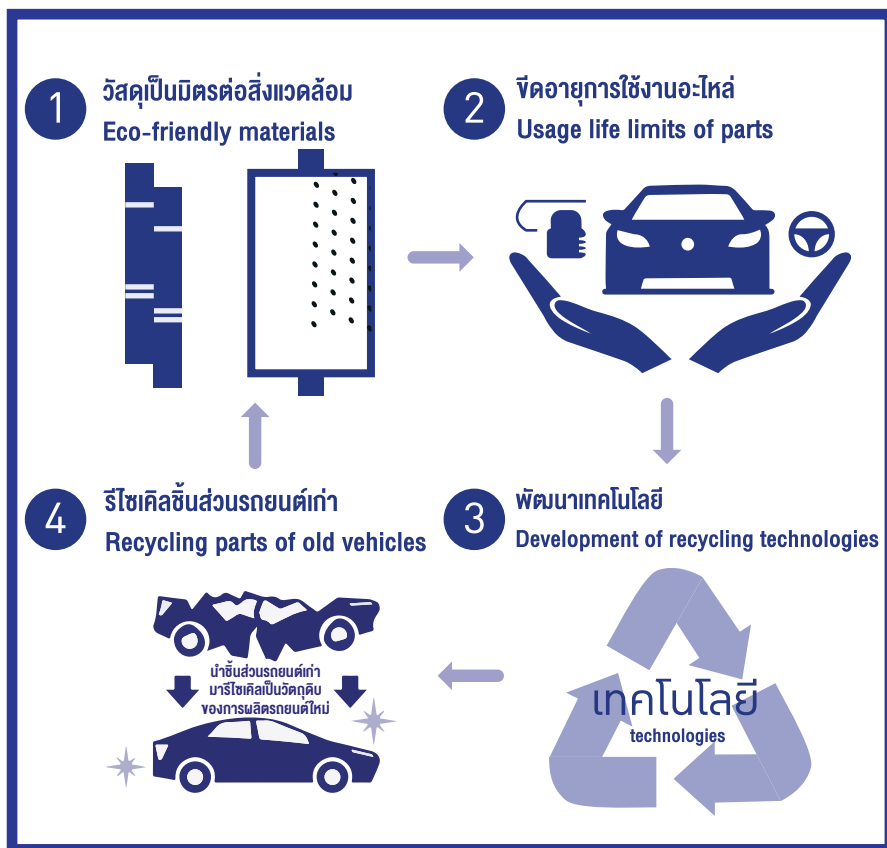 1
วัสดุเป็นมิตรต่อสิ่งแวดล้อม
Eco-friendly materials
2
ขีดอายุการใช้งานอะไหล่
Usage life limits of parts
3
พัฒนาเทคโนโลยี
Development of recycling technologies
เทคโนโลยี
technologies
4
รีไซเคิลชิ้นส่วนรถยนต์เก่า
Recycling parts of old vehicles
นำชิ้นส่วนรถยนต์เก่า
มารีไซเคิลเป็นวัตถุดิบ
ของการผลิตรถยนต์ใหม่